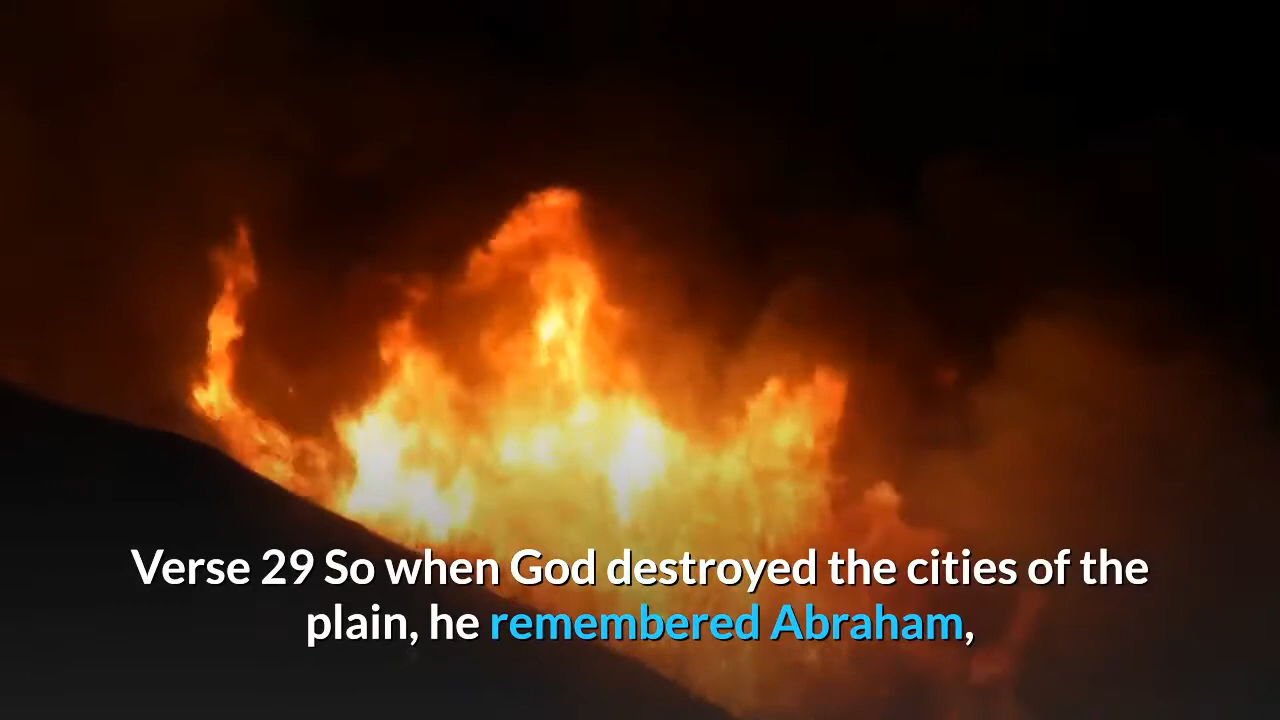 Verse 29 So when God destroyed the cities of the
plain, he remembered Abraham,